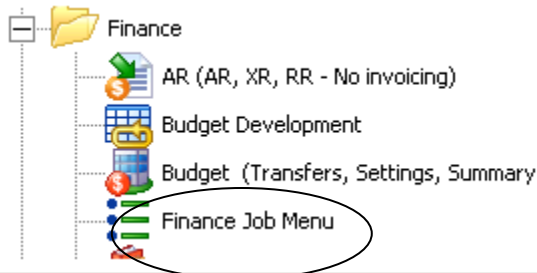 Finance
AR (AR, XR, RR - No invoicing)
Budget Development
Budget (Transfers, Settings, Summary
Finance Job Menu